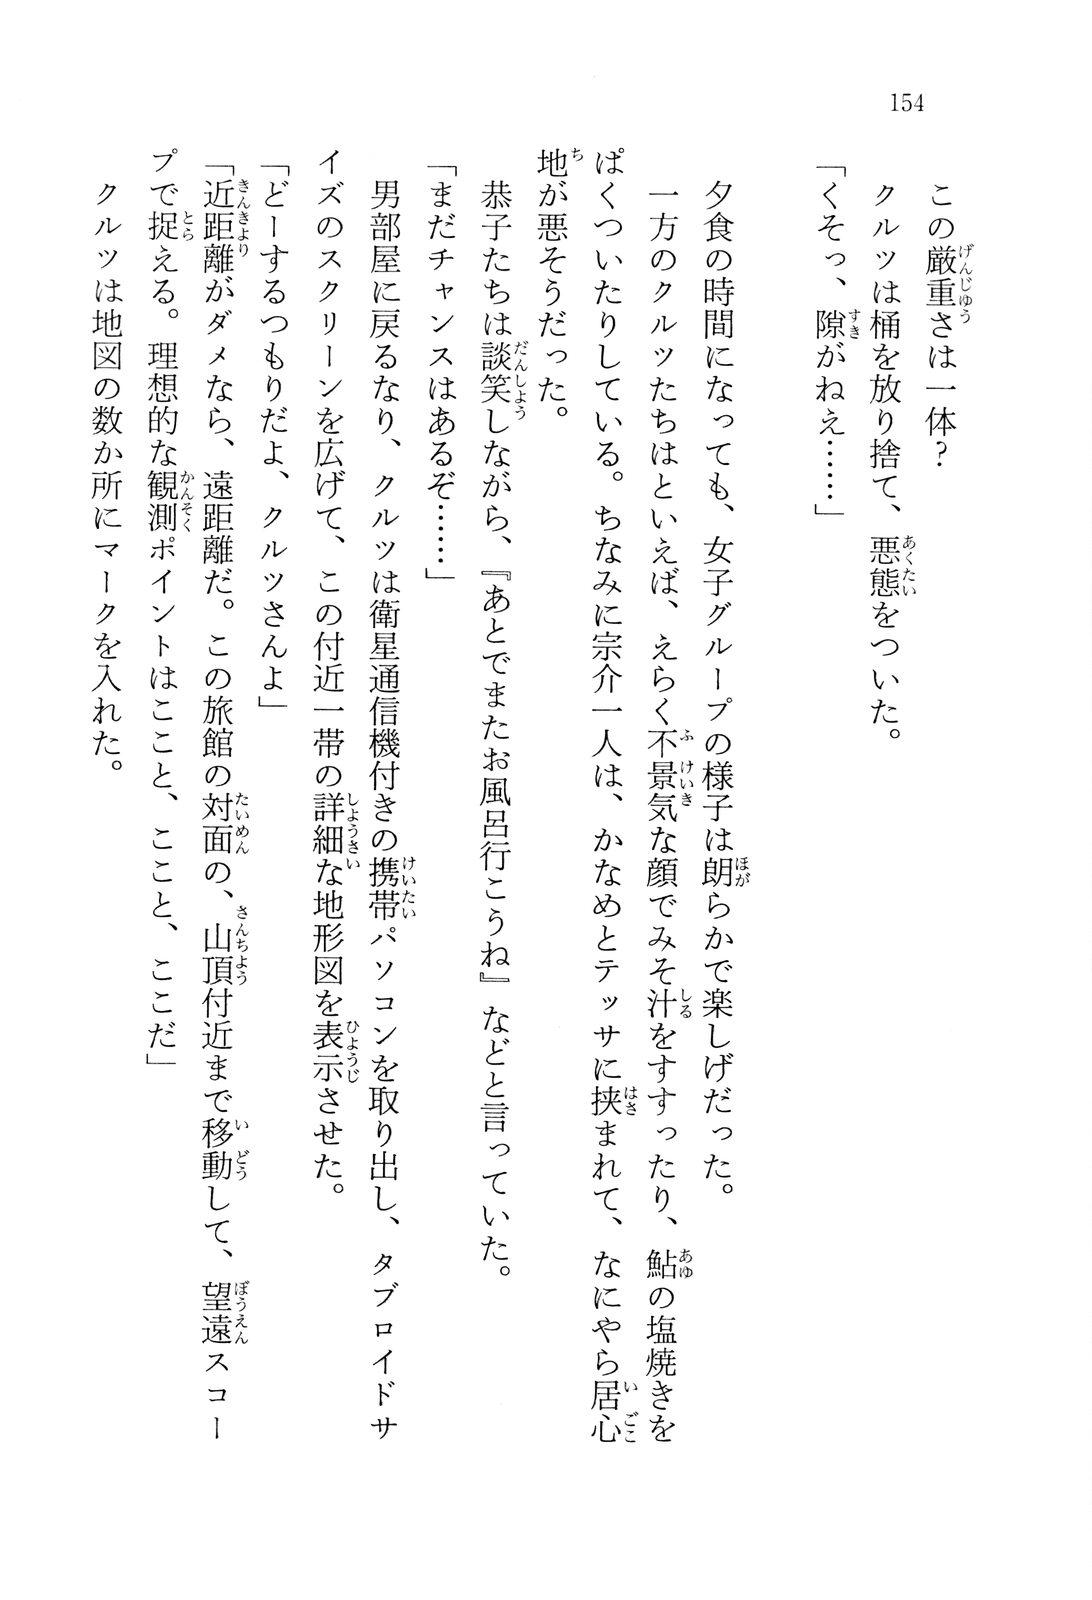 154
この厳重さは一体？
クルツは桶を放り捨て、悪態をついた。
「くそっ、隙がねえ……」
夕食の時間になっても、女子グループの様子は朗らかで楽しげだった。
一方のクルツたちはといえば、えらく不景気な顔でみそ汁をすすったり、鮎の塩焼きを
ぱくついたりしている。ちなみに宗介一人は、かなめとテッサに挟まれて、なにやら居心
地が悪そうだった。
恭子たちは談笑しながら、『あとでまたお風呂行こうね』などと言っていた。
「まだチャンスはあるぞ……」
男部屋に戻るなり、クルツは衛星通信機付きの携帯パソコンを取り出し、タブロイドサ
イズのスクリーンを広げて、この付近一帯の詳細な地形図を表示させた。
「どーするつもりだよ、クルツさんよ」
「近距離がダメなら、遠距離だ。この旅館の対面の、山頂付近まで移動して、望遠スコー
プで捉える。理想的な観測ポイントはここと、ここと、ここだ」
クルツは地図の数か所にマークを入れた。